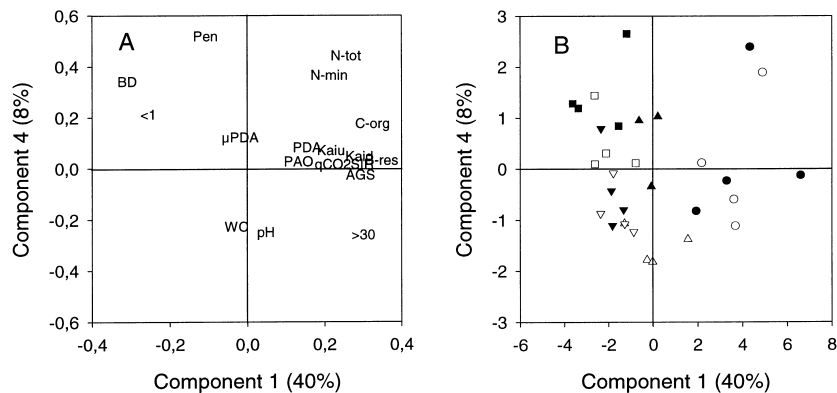 A
B
0,6
0,4
0,2
0,0
-0,2
-0,4
-0,6
Component 4 (8%)
Pen
N-tot
N-min
BD
<1
C-org
µPDA
PDA
Kaiu
Kaid
B-res
PAO
qCO2
SIR
AGS
WC
pH
>30
-0,4
-0,2
0,0
0,2
0,4
Component 1 (40%)
3
2
1
0
-1
-2
-3
Component 4 (8%)
-6
-4
-2
0
2
4
6
8
Component 1 (40%)